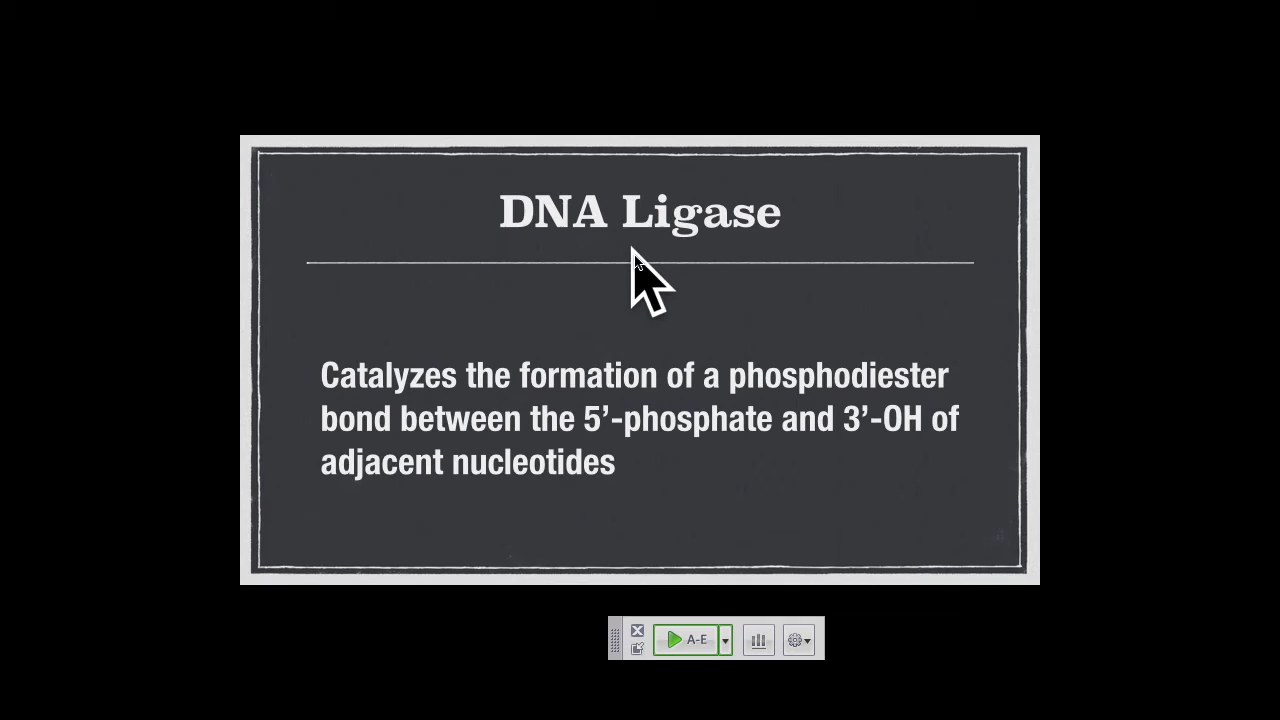 DNA Ligase
Catalyzes the formation of a phosphodiester
bond between the 5’-phosphate and 3’-OH of
adjacent nucleotides
A-E